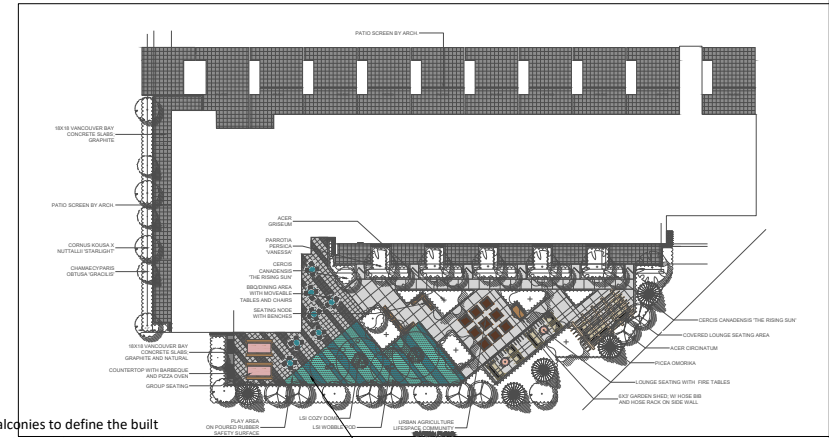 PATIO SCREEN BY ARCH.
18X18 VANCOUVER BAY
CONCRETE SLABS:
GRAPHITE
PATIO SCREEN BY ARCH.
CORNUS KOUSA X
NUTTALLII 'STARLIGHT'
CHAMAECYPARIS
OBTUSA 'GRACILIS'
ACER
GRISEUM
PARROTIA
PERSICA
'VANESSA'
CERCIS
CANADENSIS
'THE RISING SUN'
BBQ/DINING AREA
WITH MOVEABLE
TABLES AND CHAIRS
SEATING NODE
WITH BENCHES
18X18 VANCOUVER BAY
CONCRETE SLABS:
GRAPHITE AND NATURAL
COUNTERTOP WITH BARBEQUE
AND PIZZA OVEN
GROUP SEATING
PLAY AREA
ON POURED RUBBER
SAFETY SURFACE
LSI COZY DOME
LSI WOBBLE POD
URBAN AGRICULTURE
LIFESPACE COMMUNITY
CERCIS CANADENSIS 'THE RISING SUN'
COVERED LOUNGE SEATING AREA
ACER CIRCINATUM
PICEA OMORIKA
LOUNGE SEATING WITH FIRE TABLES
6X3' GARDEN SHED; W/ HOSE BIB
AND HOSE RACK ON SIDE WALL
alconies to define the built